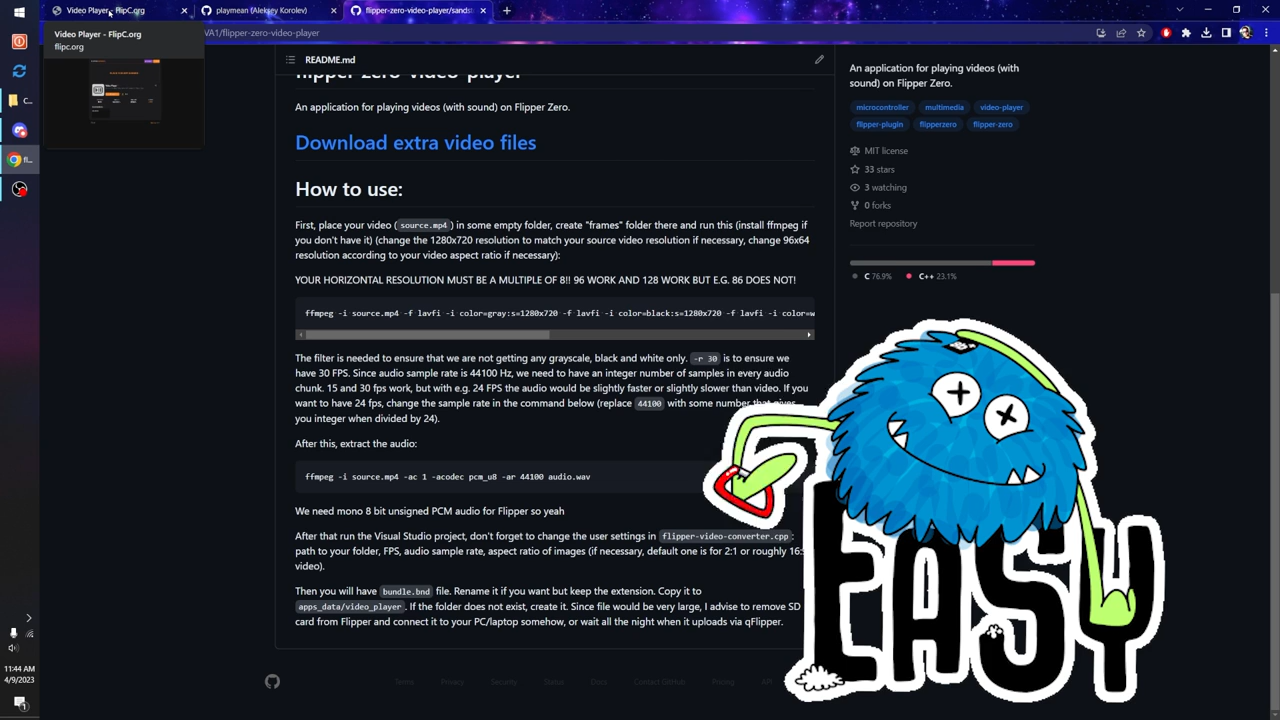 Video Player - FlipC.org
playmean (Aleksey Korolev)
flipper-zero-video-player/sands
Video Player - FlipC.org
flipc.org
VA1/flipper-zero-video-player
README.md
flipper-zero-video-player
An application for playing videos (with sound) on Flipper Zero.
Download extra video files
How to use:
First, place your video ( source.mp4 ) in some empty folder, create "frames" folder there and run this (install ffmpeg if
you don't have it) (change the 1280x720 resolution to match your source video resolution if necessary, change 96x64
resolution according to your video aspect ratio if necessary):
YOUR HORIZONTAL RESOLUTION MUST BE A MULTIPLE OF 8!! 96 WORK AND 128 WORK BUT E.G. 86 DOES NOT!
ffmpeg -i source.mp4 -f lavfi -i color=gray:s=1280x720 -f lavfi -i color=black:s=1280x720 -f lavfi -i color=w
The filter is needed to ensure that we are not getting any grayscale, black and white only. -r 30 is to ensure we
have 30 FPS. Since audio sample rate is 44100 Hz, we need to have an integer number of samples in every audio
chunk. 15 and 30 fps work, but with e.g. 24 FPS the audio would be slightly faster or slightly slower than video. If you
want to have 24 fps, change the sample rate in the command below (replace 44100 with some number that gives
you integer when divided by 24).
After this, extract the audio:
ffmpeg -i source.mp4 -ac 1 -acodec pcm_u8 -ar 44100 audio.wav
We need mono 8 bit unsigned PCM audio for Flipper so yeah
After that run the Visual Studio project, don't forget to change the user settings in flipper-video-converter.cpp :
path to your folder, FPS, audio sample rate, aspect ratio of images (if necessary, default one is for 2:1 or roughly 16:
video).
Then you will have bundle.bnd file. Rename it if you want but keep the extension. Copy it to
apps_data/video_player . If the folder does not exist, create it. Since file would be very large, I advise to remove SD
card from Flipper and connect it to your PC/laptop somehow, or wait all the night when it uploads via qFlipper.
An application for playing videos (with
sound) on Flipper Zero.
microcontroller multimedia video-player
flipper-plugin flipperzero flipper-zero
MIT license
33 stars
3 watching
0 forks
Report repository
C 76.9% C++ 23.1%
EASY
Terms Privacy Security Status Docs Contact GitHub Pricing API
C...
fl...
11:44 AM
4/9/2023